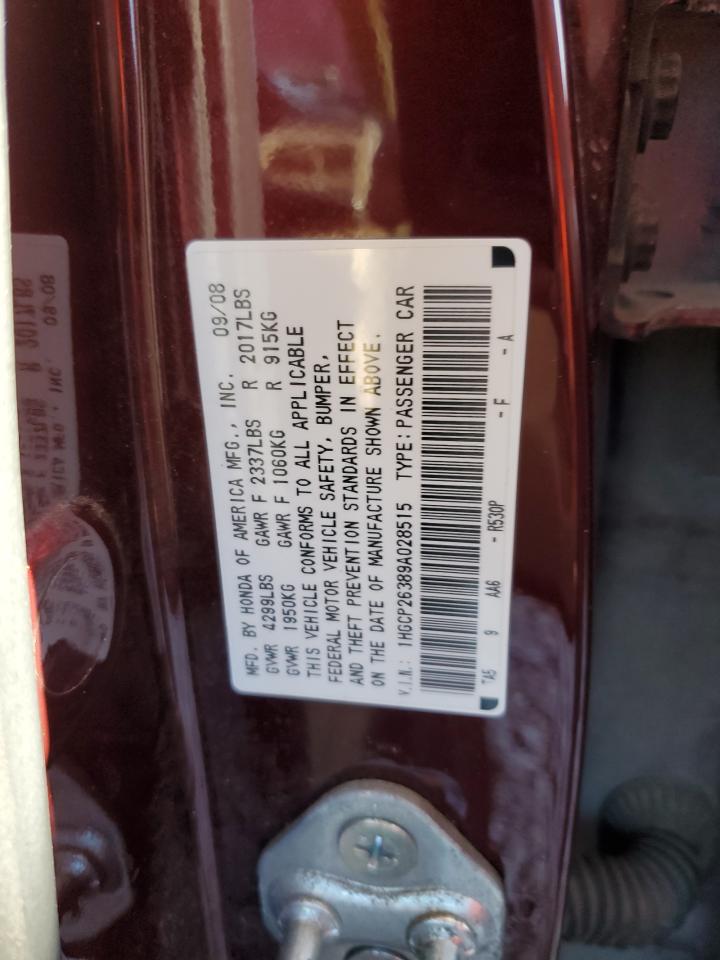 MFD. BY HONDA OF AMERICA MFG., INC. 09/08
GVWR 4299LBS GAWR F 2337LBS R 2017LBS
GVWR 1950KG GAWR F 1060KG R 915KG
THIS VEHICLE CONFORMS TO ALL APPLICABLE
FEDERAL MOTOR VEHICLE SAFETY, BUMPER,
AND THEFT PREVENTION STANDARDS IN EFFECT
ON THE DATE OF MANUFACTURE SHOWN ABOVE.
V.I.N.: 1HGCP26389A028515 TYPE: PASSENGER CAR
TA5 9 AA6 - R530P - F - A